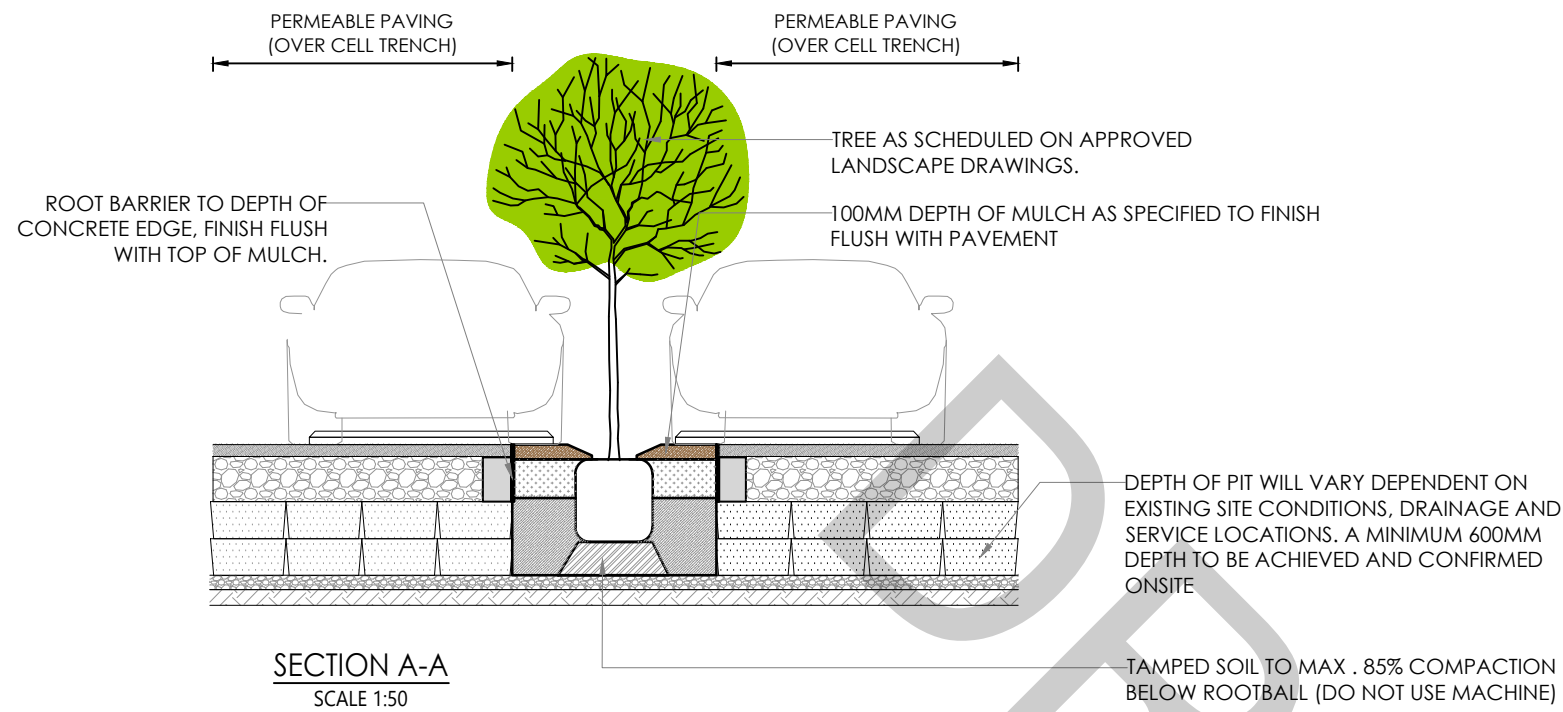 PERMEABLE PAVING
(OVER CELL TRENCH)
PERMEABLE PAVING
(OVER CELL TRENCH)
TREE AS SCHEDULED ON APPROVED
LANDSCAPE DRAWINGS.
ROOT BARRIER TO DEPTH OF
CONCRETE EDGE, FINISH FLUSH
WITH TOP OF MULCH.
100MM DEPTH OF MULCH AS SPECIFIED TO FINISH
FLUSH WITH PAVEMENT
DEPTH OF PIT WILL VARY DEPENDENT ON
EXISTING SITE CONDITIONS, DRAINAGE AND
SERVICE LOCATIONS. A MINIMUM 600MM
DEPTH TO BE ACHIEVED AND CONFIRMED
ONSITE
SECTION A-A
SCALE 1:50
TAMPED SOIL TO MAX . 85% COMPACTION
BELOW ROOTBALL (DO NOT USE MACHINE)